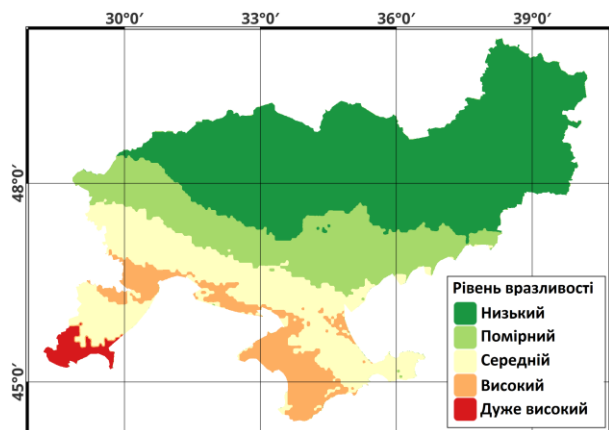 30°0′ 33°0′ 36°0′ 39°0′
48°0′
45°0′
Рівень вразливості
Низький
Помірний
Середній
Високий
Дуже високий